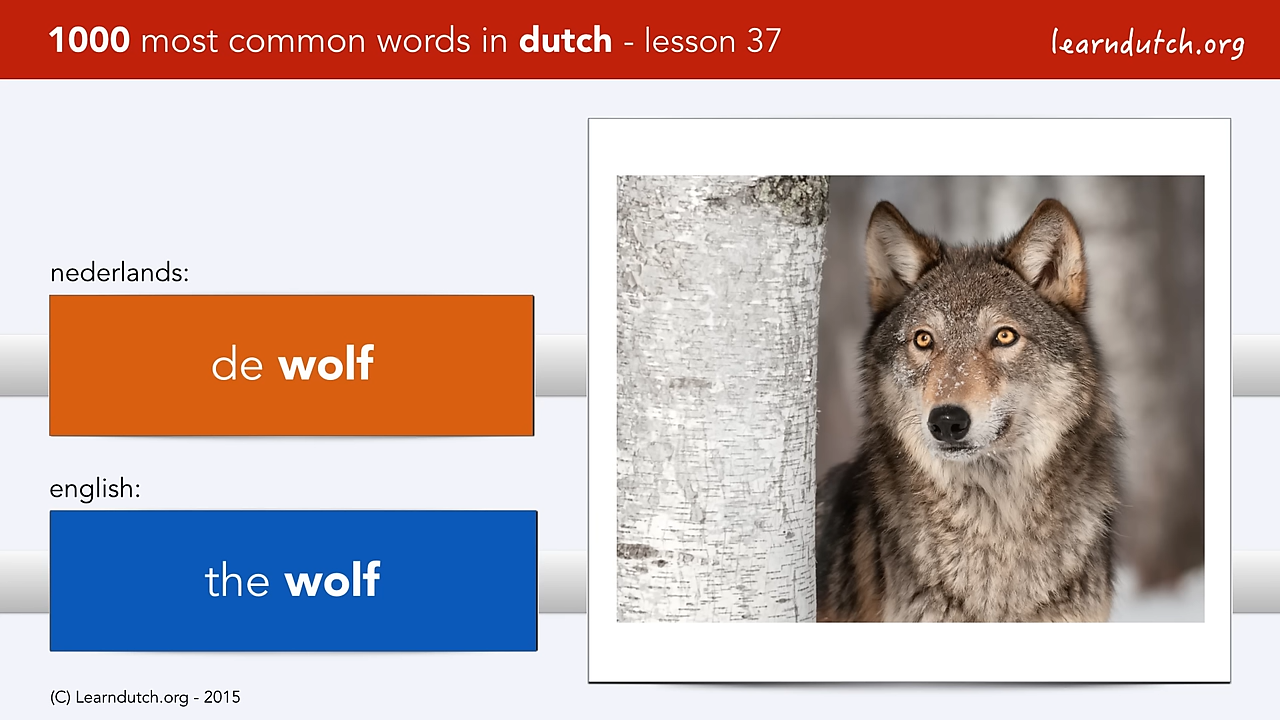 1000 most common words in dutch - lesson 37
learndutch.org
nederlands:
de wolf
english:
the wolf
(C) Learndutch.org - 2015